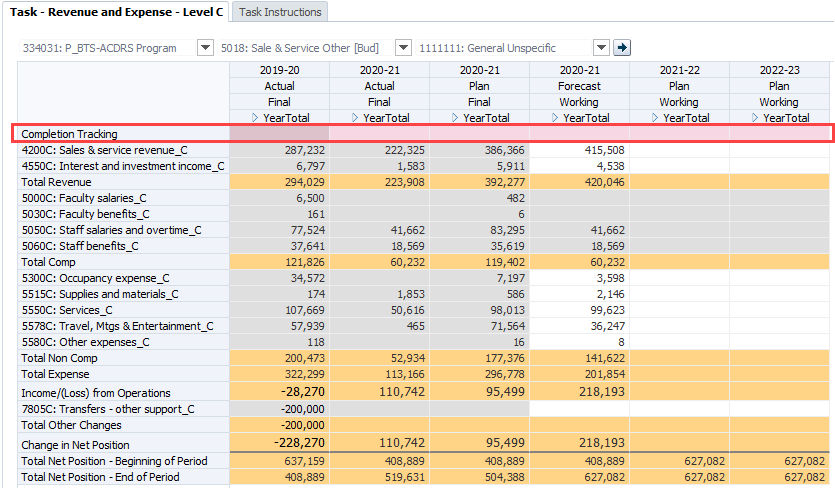 Task - Revenue and Expense - Level C Task Instructions
334031: P_BTS-ACDRS Program 5018: Sale & Service Other [Bud] 1111111: General Unspecific
2019-20 2020-21 2020-21 2020-21 2021-22 2022-23
Actual Actual Plan Forecast Plan Plan
Final Final Final Working Working Working
YearTotal YearTotal YearTotal YearTotal YearTotal YearTotal
Completion Tracking
4200C: Sales & service revenue_C 287,232 222,325 386,366 415,508
4550C: Interest and investment income_C 6,797 1,583 5,911 4,538
Total Revenue 294,029 223,908 392,277 420,046
5000C: Faculty salaries_C 6,500 482
5030C: Faculty benefits_C 161 6
5050C: Staff salaries and overtime_C 77,524 41,662 83,295 41,662
5060C: Staff benefits_C 37,641 18,569 35,619 18,569
Total Comp 121,826 60,232 119,402 60,232
5300C: Occupancy expense_C 34,572 7,197 3,598
5515C: Supplies and materials_C 174 1,853 586 2,146
5550C: Services_C 107,669 50,616 98,013 99,623
5578C: Travel, Mtgs & Entertainment_C 57,939 465 71,564 36,247
5580C: Other expenses_C 118 16 8
Total Non Comp 200,473 52,934 177,376 141,622
Total Expense 322,299 113,166 296,778 201,854
Income/(Loss) from Operations -28,270 110,742 95,499 218,193
7805C: Transfers - other support_C -200,000
Total Other Changes -200,000
Change in Net Position -228,270 110,742 95,499 218,193
Total Net Position - Beginning of Period 637,159 408,889 408,889 408,889 627,082 627,082
Total Net Position - End of Period 408,889 519,631 504,388 627,082 627,082 627,082